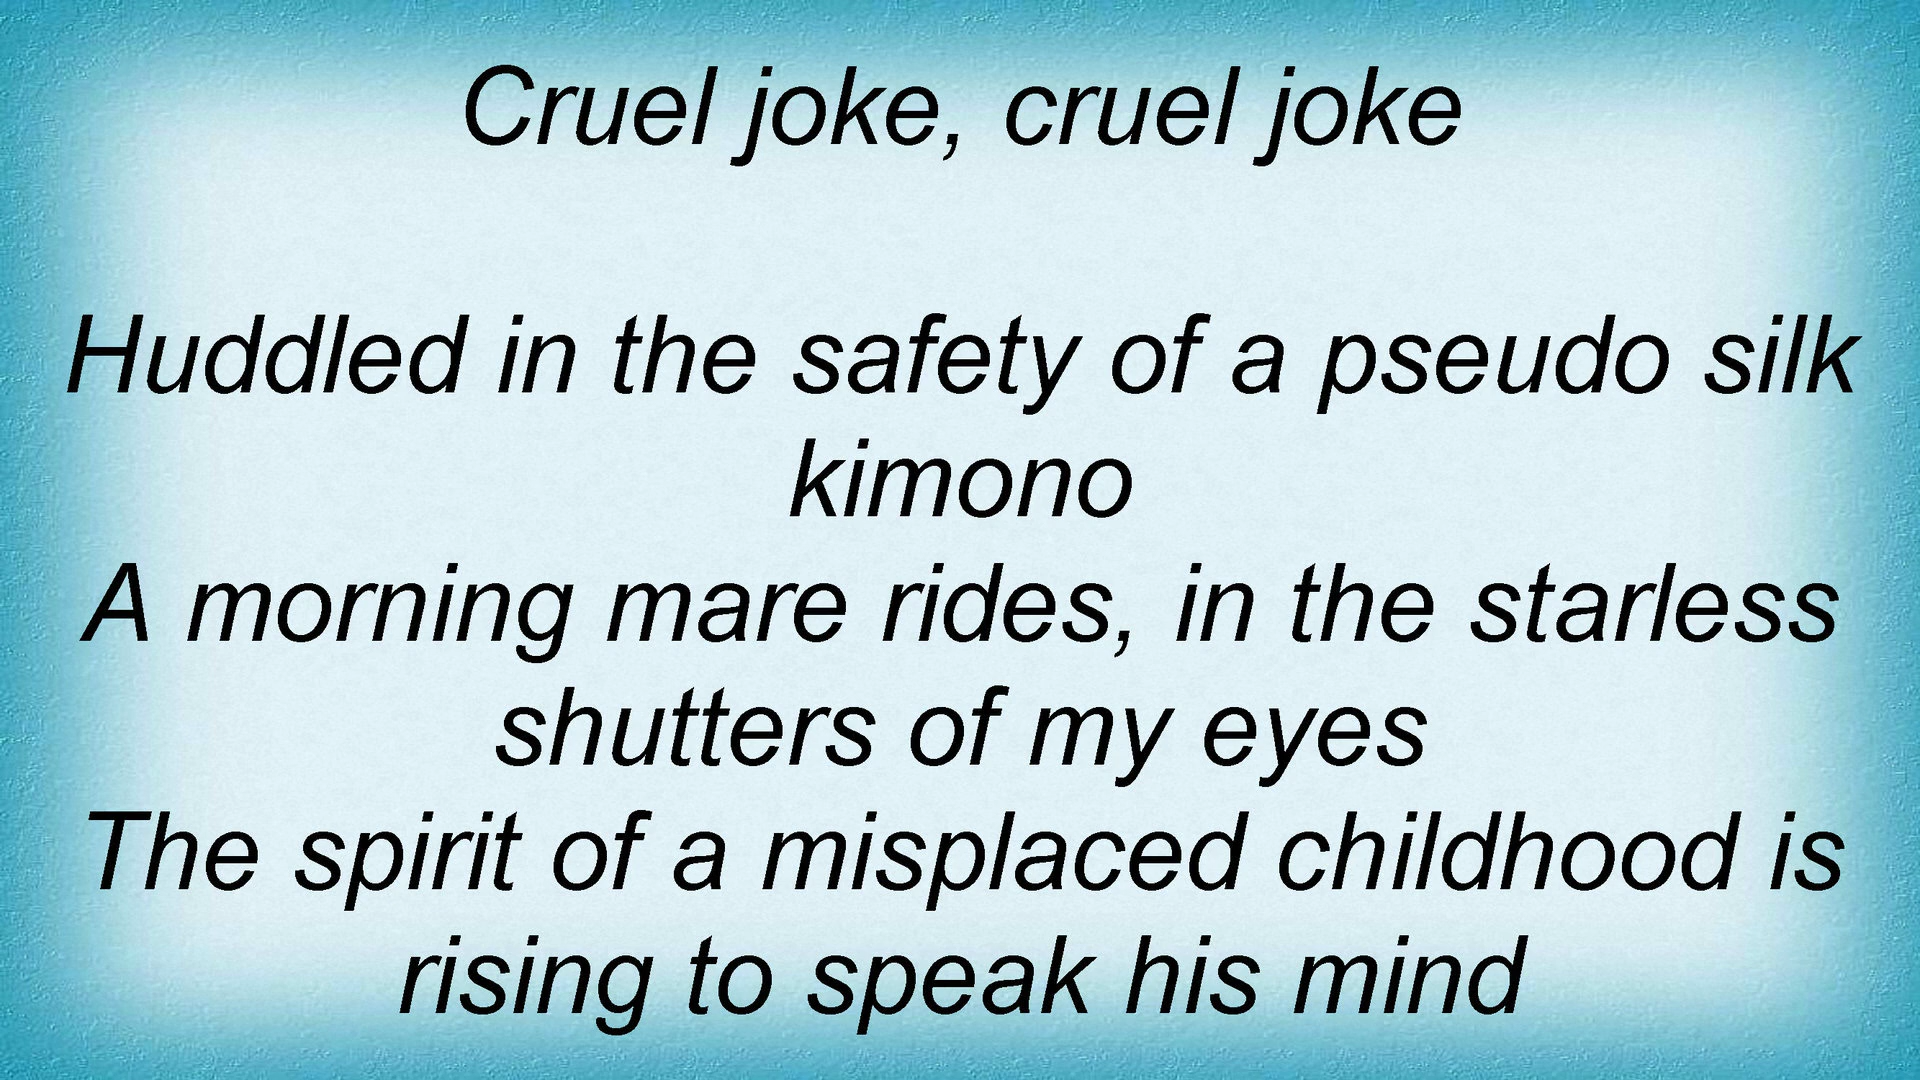 Cruel joke, cruel joke
Huddled in the safety of a pseudo silk
kimono
A morning mare rides, in the starless
shutters of my eyes
The spirit of a misplaced childhood is
rising to speak his mind